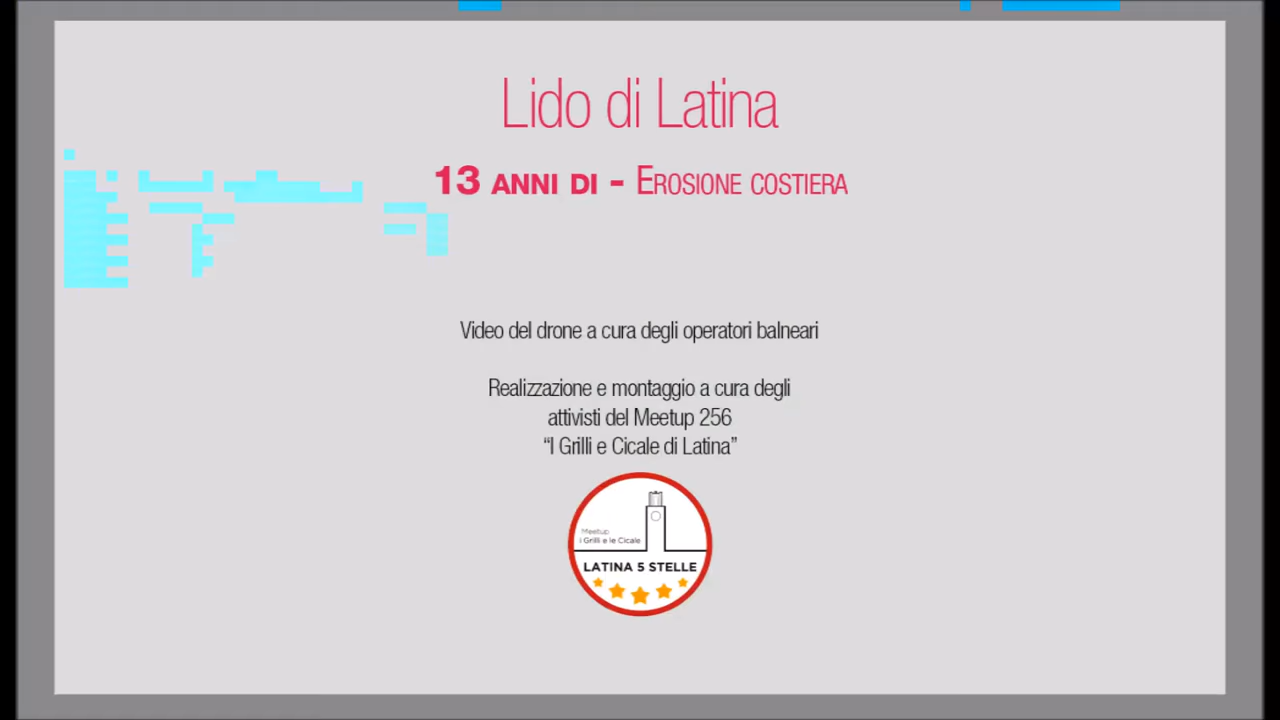 Lido di Latina
13 ANNI DI - EROSIONE COSTIERA
Video del drone a cura degli operatori balneari
Realizzazione e montaggio a cura degli
attivisti del Meetup 256
“I Grilli e Cicale di Latina”
Meetup
i Grilli e le Cicale
LATINA 5 STELLE